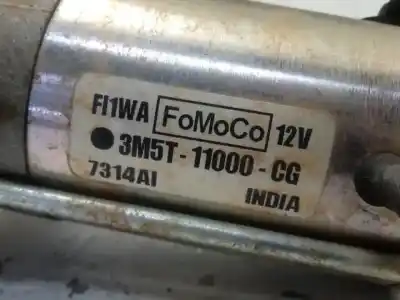 FI1WA FoMoCo 12V
3M5T-11000-CG
7314AI INDIA